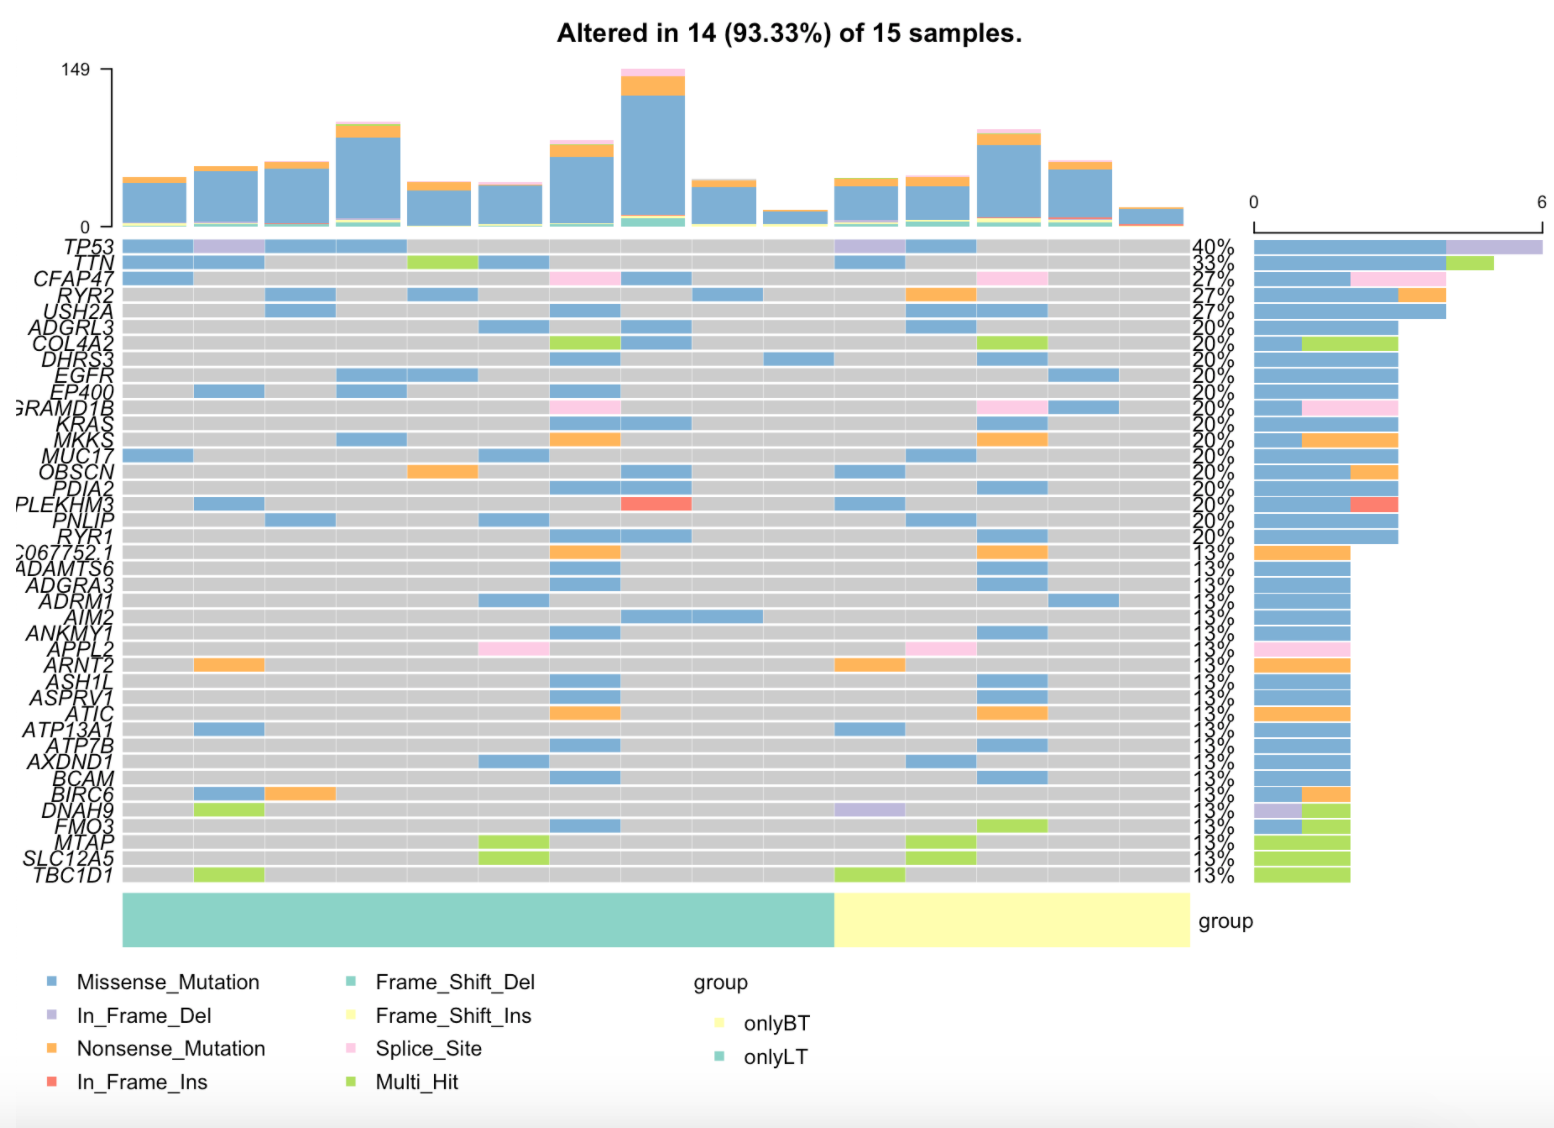 Altered in 14 (93.33%) of 15 samples.
149
0
0 6
TP53 40%
TTN 33%
CFAP47 27%
RYR2 27%
USH2A 27%
ADGRL3 20%
COL4A2 20%
DHRS3 20%
EGFR 20%
EP400 20%
GRAMD1B 20%
KRAS 20%
MKKS 20%
MUC17 20%
OBSCN 20%
PDIA2 20%
PLEKHM3 20%
PNLIP 20%
RYR1 20%
C067752.1 13%
ADAMTS6 13%
ADGRA3 13%
ADRM1 13%
AIM2 13%
ANKMY1 13%
APPL2 13%
ARNT2 13%
ASH1L 13%
ASPRV1 13%
ATIC 13%
ATP13A1 13%
ATP7B 13%
AXDND1 13%
BCAM 13%
BIRC6 13%
DNAH9 13%
FMO3 13%
MTAP 13%
SLC12A5 13%
TBC1D1 13%
group
Missense_Mutation Frame_Shift_Del group
In_Frame_Del Frame_Shift_Ins onlyBT
Nonsense_Mutation Splice_Site onlyLT
In_Frame_Ins Multi_Hit